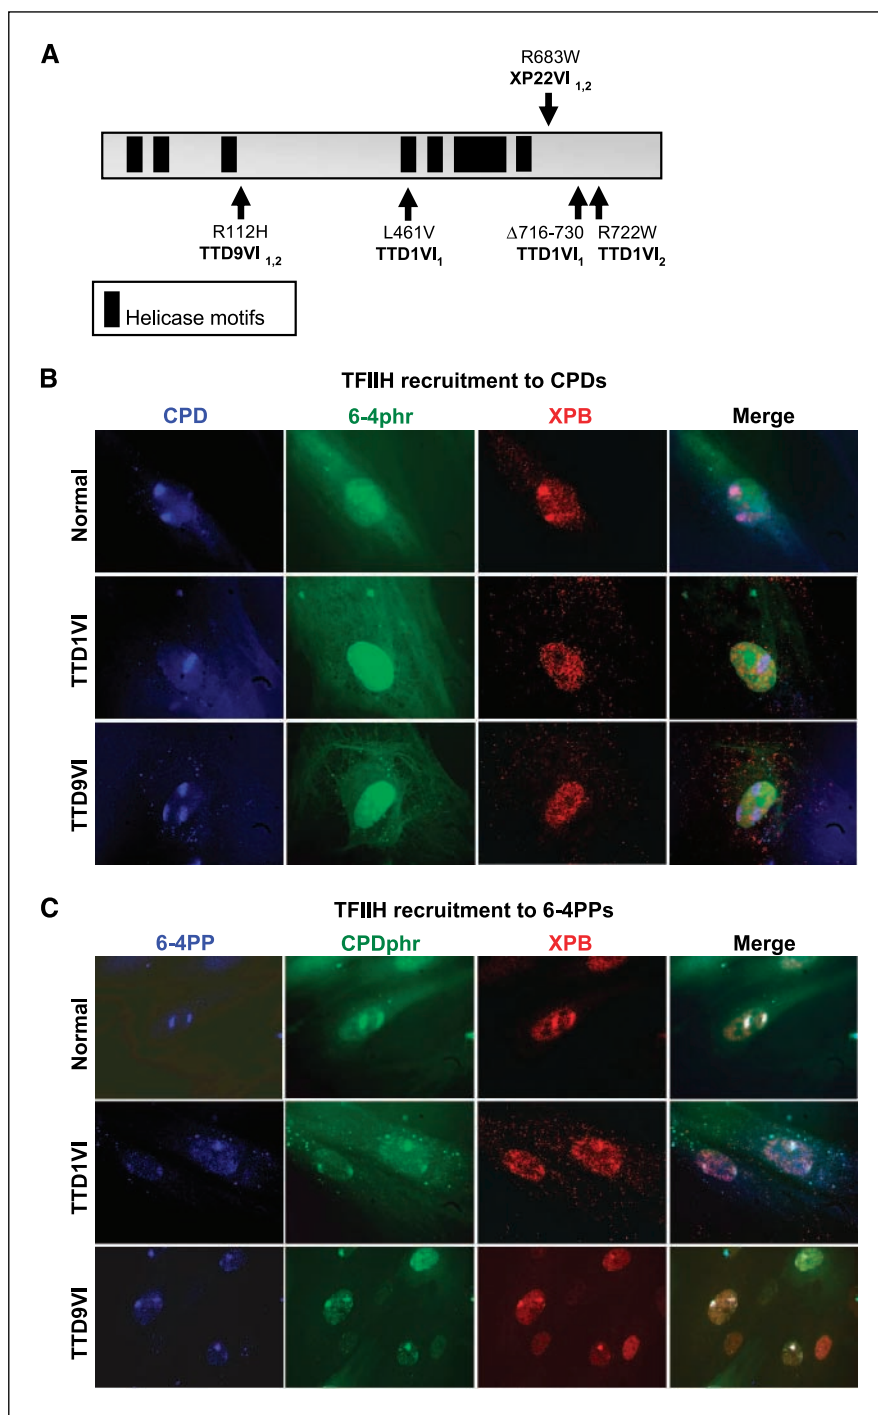 A
R683W
XP22VI 1,2
R112H
TTD9VI 1,2
L461V
TTD1VI1
Δ716-730
TTD1VI1
R722W
TTD1VI2
Helicase motifs
B
TFIIH recruitment to CPDs
CPD 6-4phr XPB Merge
Normal
TTD1VI
TTD9VI
C
TFIIH recruitment to 6-4PPs
6-4PP CPDphr XPB Merge
Normal
TTD1VI
TTD9VI